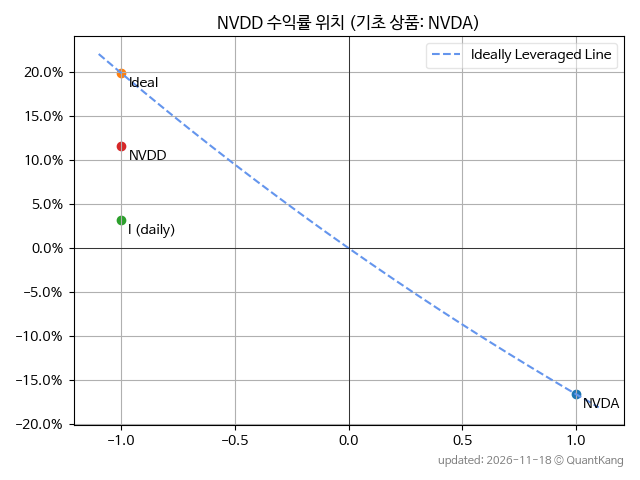 NVDD 수익률 위치 (기초 상품: NVDA)
Ideally Leveraged Line
20.0%
15.0%
10.0%
5.0%
0.0%
−5.0%
−10.0%
−15.0%
−20.0%
Ideal
NVDD
I (daily)
NVDA
−1.0
−0.5
0.0
0.5
1.0
updated: 2026-11-18 © QuantKang